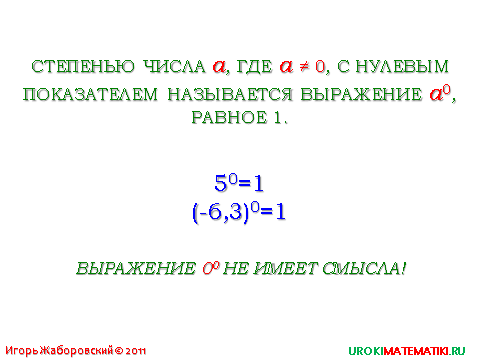 СТЕПЕНЬЮ ЧИСЛА a, ГДЕ a ≠ 0, С НУЛЕВЫМ
ПОКАЗАТЕЛЕМ НАЗЫВАЕТСЯ ВЫРАЖЕНИЕ a⁰,
РАВНОЕ 1.
5⁰=1
(-6,3)⁰=1
ВЫРАЖЕНИЕ 0⁰ НЕ ИМЕЕТ СМЫСЛА!
Игорь Жаборовский © 2011
UROKIMATEMATIKI.RU